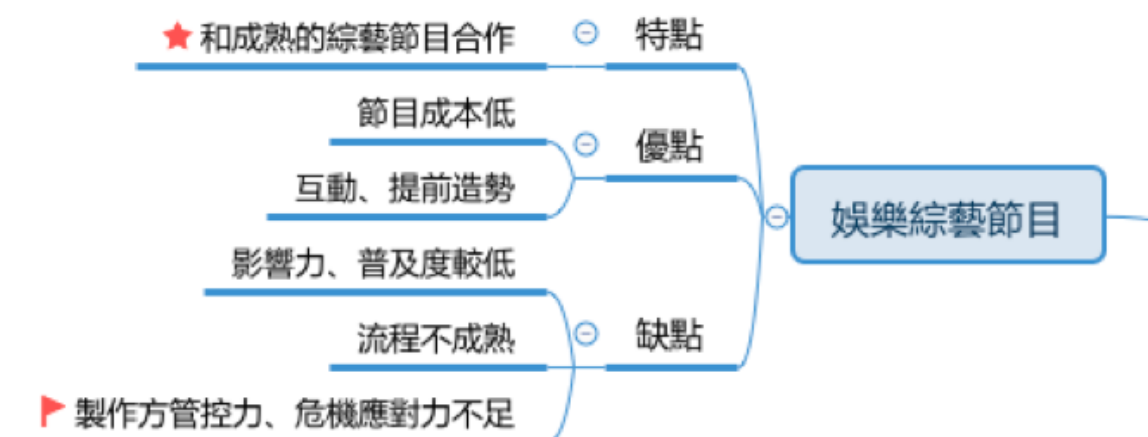 和成熟的綜藝節目合作
特點
節目成本低
優點
互動、提前造勢
娛樂綜藝節目
影響力、普及度較低
流程不成熟
缺點
製作方管控力、危機應對力不足